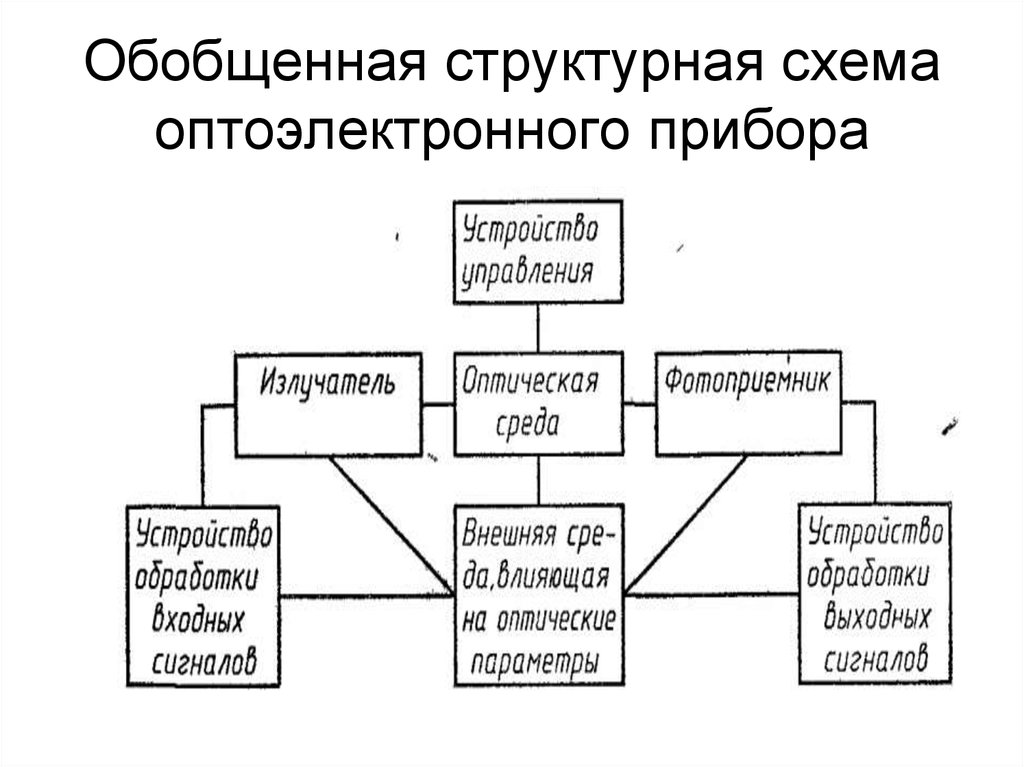 Обобщенная структурная схема
оптоэлектронного прибора
Устройство
управления
Излучатель
Оптическая
среда
Фотоприемник
Устройство
обработки
входных
сигналов
Внешняя сре-
да, влияющая
на оптические
параметры
Устройство
обработки
выходных
сигналов